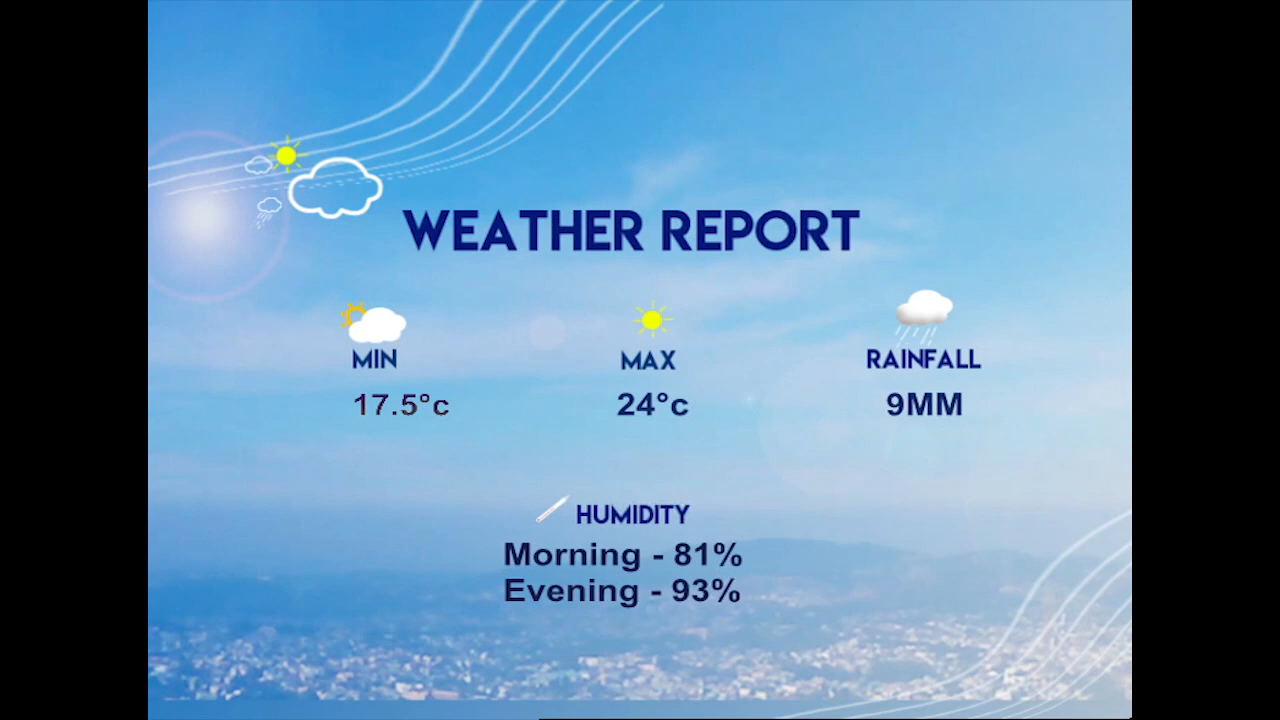 WEATHER REPORT
MIN
MAX
RAINFALL
17.5°c
24°c
9MM
HUMIDITY
Morning - 81%
Evening - 93%